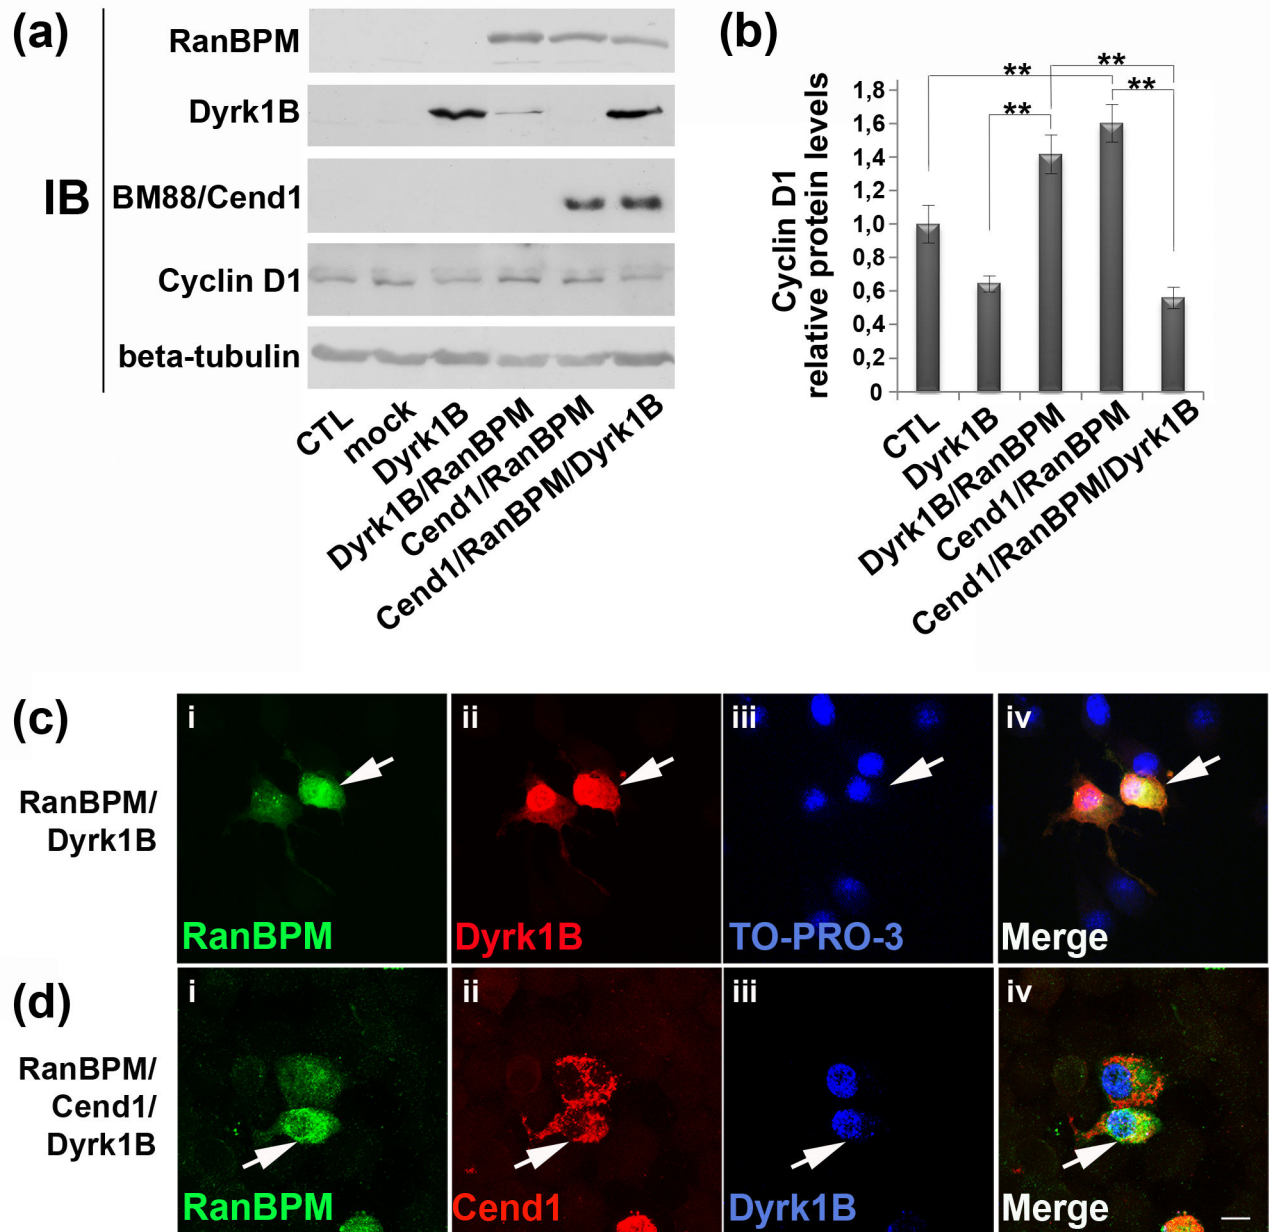 (a)
IB
RanBPM
Dyrk1B
BM88/Cend1
Cyclin D1
beta-tubulin
CTL
mock
Dyrk1B
Dyrk1B/RanBPM
Cend1/RanBPM
Cend1/RanBPM/Dyrk1B
(b)
Cyclin D1
relative protein levels
**
**
**
**
1,8
1,6
1,4
1,2
1,0
0,8
0,6
0,4
0,2
0
CTL
Dyrk1B
Dyrk1B/RanBPM
Cend1/RanBPM
Cend1/RanBPM/Dyrk1B
(c)
RanBPM/
Dyrk1B
i
RanBPM
ii
Dyrk1B
iii
TO-PRO-3
iv
Merge
(d)
RanBPM/
Cend1/
Dyrk1B
i
RanBPM
ii
Cend1
iii
Dyrk1B
iv
Merge